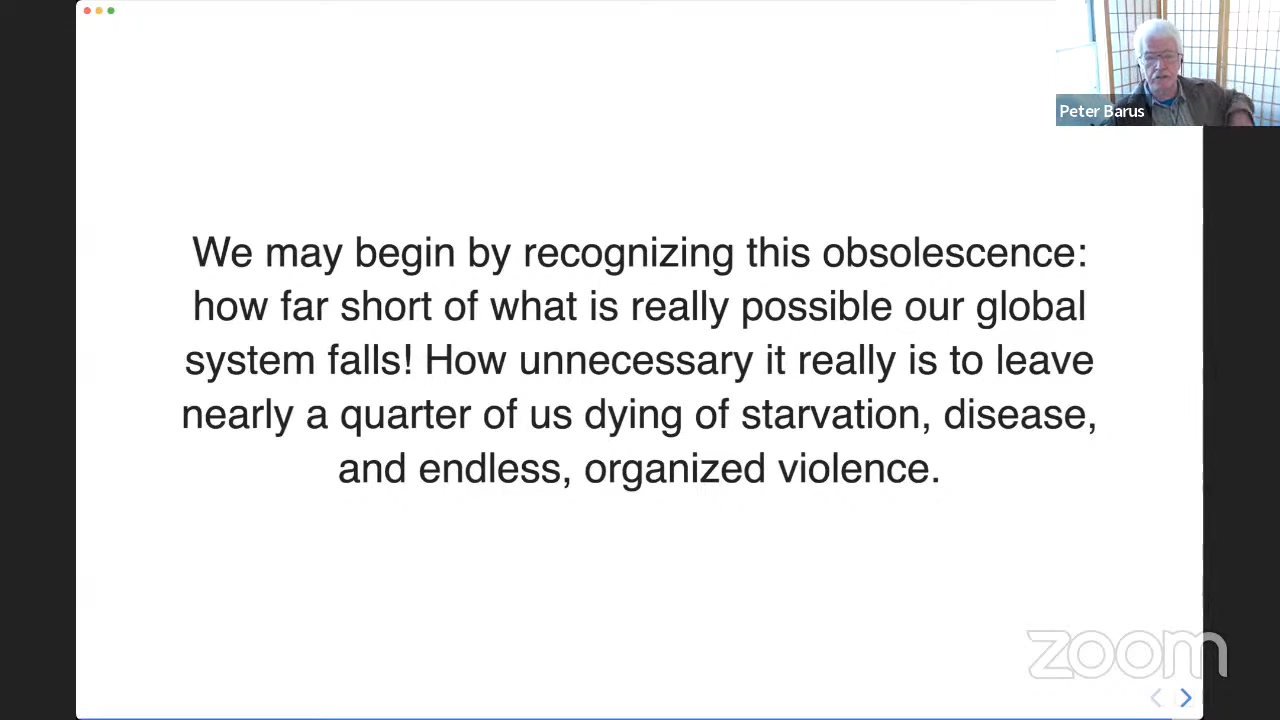 Peter Barus
We may begin by recognizing this obsolescence:
how far short of what is really possible our global
system falls! How unnecessary it really is to leave
nearly a quarter of us dying of starvation, disease,
and endless, organized violence.
zoom